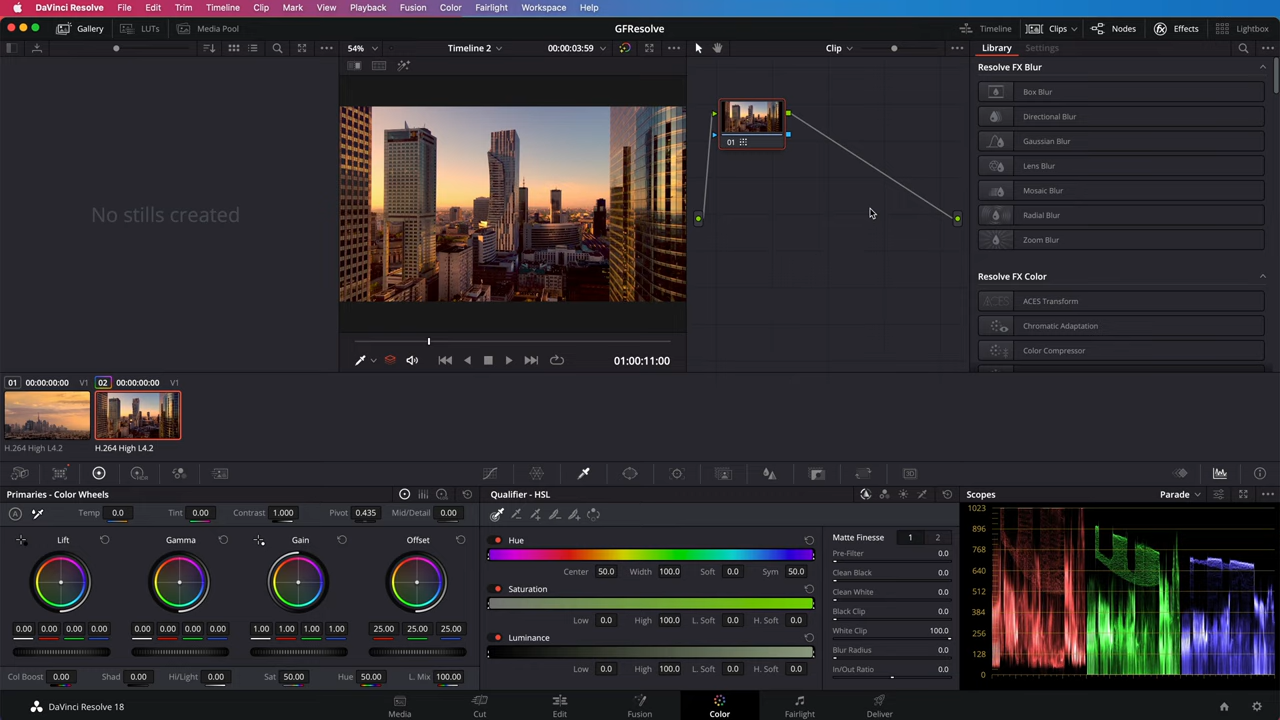 DaVinci Resolve File Edit Trim Timeline Clip Mark View Playback Fusion Color Fairlight Workspace Help
Gallery LUTs Media Pool GFResolve Timeline Clips Nodes Effects Lightbox
54% Timeline 2 00:00:03:59 Clip Library Settings
Resolve FX Blur
Box Blur
Directional Blur
Gaussian Blur
Lens Blur
Mosaic Blur
Radial Blur
Zoom Blur
Resolve FX Color
ACES Transform
Chromatic Adaptation
Color Compressor
No stills created
01
01:00:11:00
01 00:00:00:00 V1 02 00:00:00:00 V1
H.264 High L4.2 H.264 High L4.2
Primaries - Color Wheels
Temp 0.0 Tint 0.00 Contrast 1.000 Pivot 0.435 Mid/Detail 0.00
Lift Gamma Gain Offset
0.00 0.00 0.00 0.00 0.00 0.00 0.00 0.00 1.00 1.00 1.00 1.00 25.00 25.00 25.00
Col Boost 0.00 Shad 0.00 Hi/Light 0.00 Sat 50.00 Hue 50.00 L. Mix 100.00
Qualifier - HSL
Hue
Center 50.0 Width 100.0 Soft 0.0 Sym 50.0
Saturation
Low 0.0 High 100.0 L. Soft 0.0 H. Soft 0.0
Luminance
Low 0.0 High 100.0 L. Soft 0.0 H. Soft 0.0
Matte Finesse 1 2
Pre-Filter 0.0
Clean Black 0.0
Clean White 0.0
Black Clip 0.0
White Clip 100.0
Blur Radius 0.0
In/Out Ratio 0.0
Scopes Parade
1023
896
768
640
512
384
256
128
0
DaVinci Resolve 18 Media Cut Edit Fusion Color Fairlight Deliver